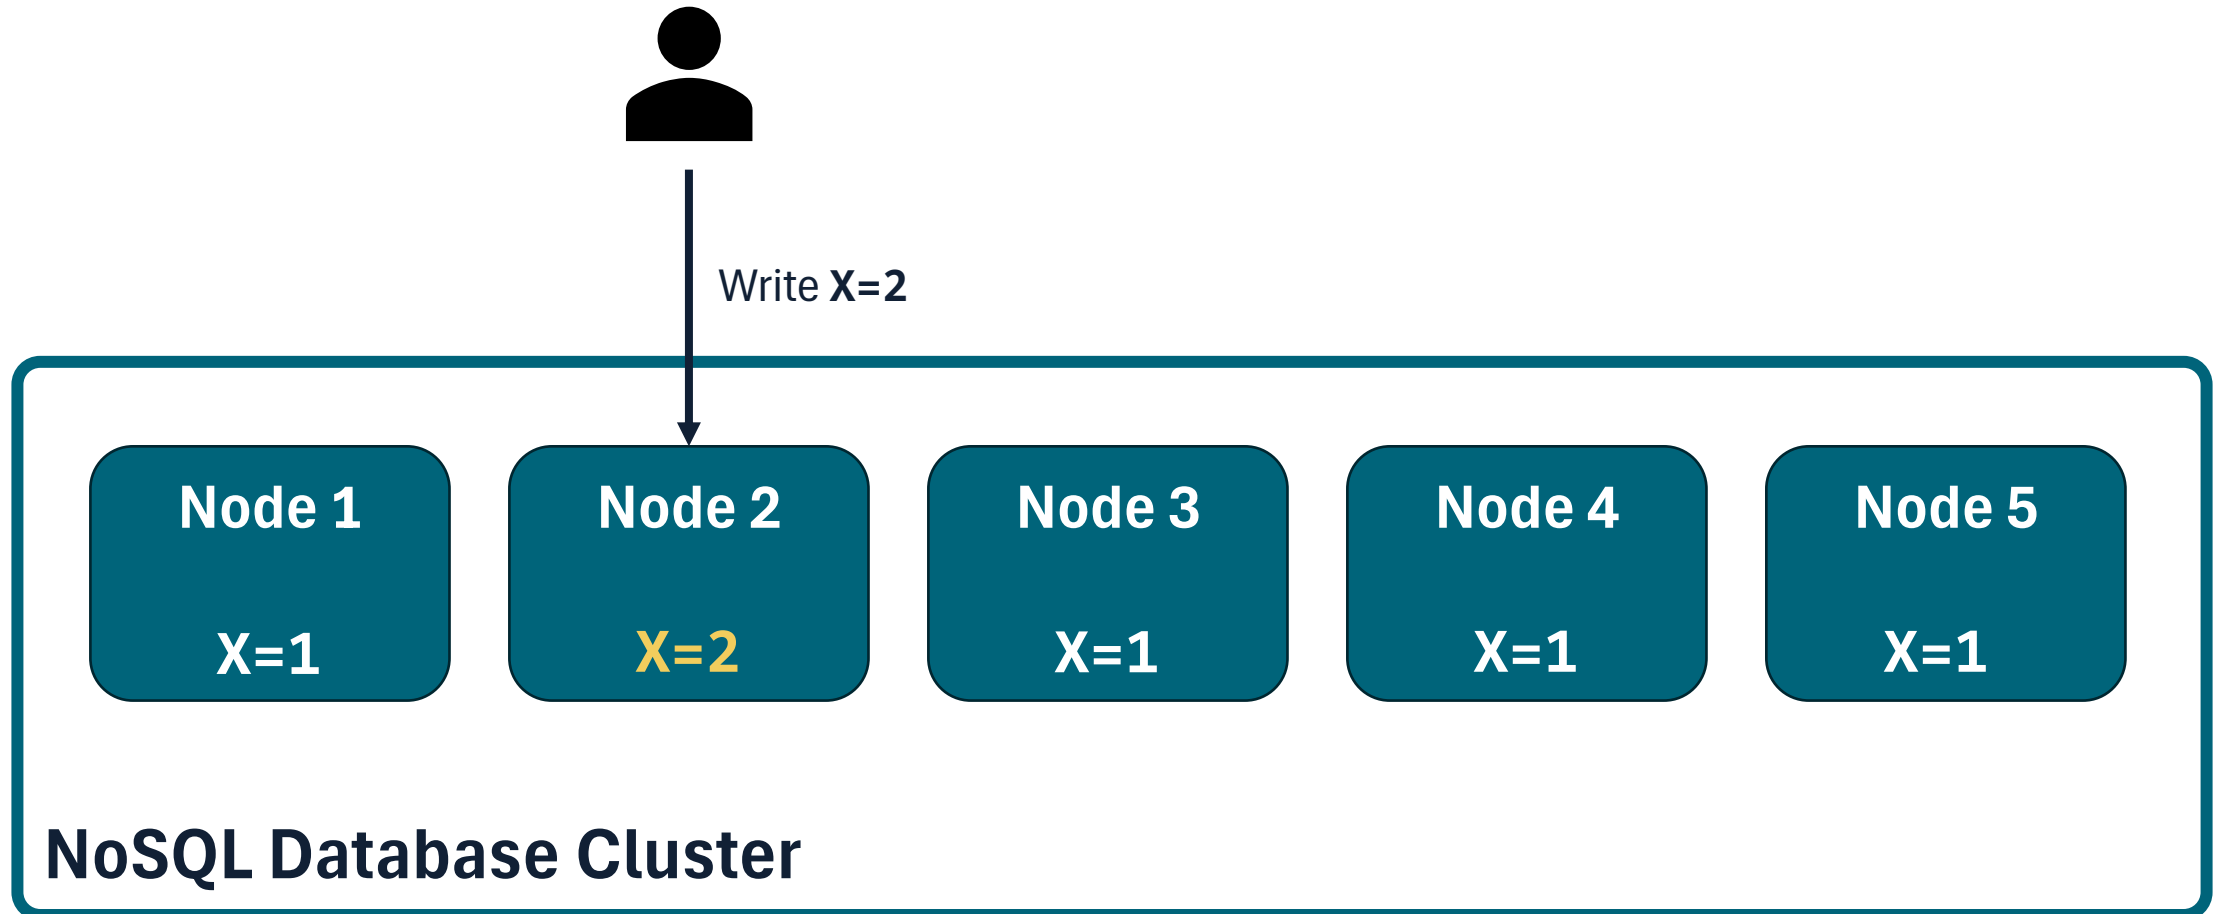 Write X=2
Node 1
X=1
Node 2
X=2
Node 3
X=1
Node 4
X=1
Node 5
X=1
NoSQL Database Cluster